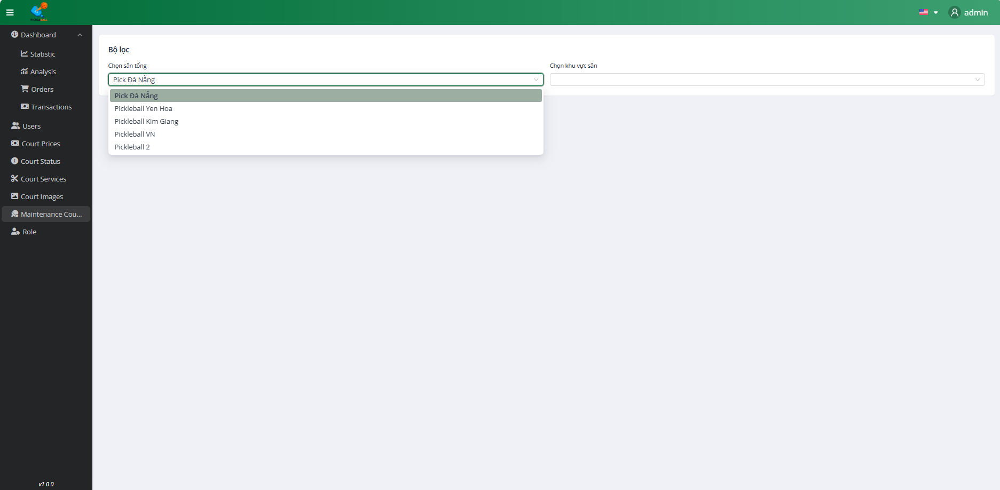 PICKLEBALL
admin
Dashboard
Statistic
Analysis
Orders
Transactions
Users
Court Prices
Court Status
Court Services
Court Images
Maintenance Cou...
Role
v1.0.0
Bộ lọc
Chọn sân tổng
Pick Đà Nẵng
Pick Đà Nẵng
Pickleball Yen Hoa
Pickleball Kim Giang
Pickleball VN
Pickleball 2
Chọn khu vực sân